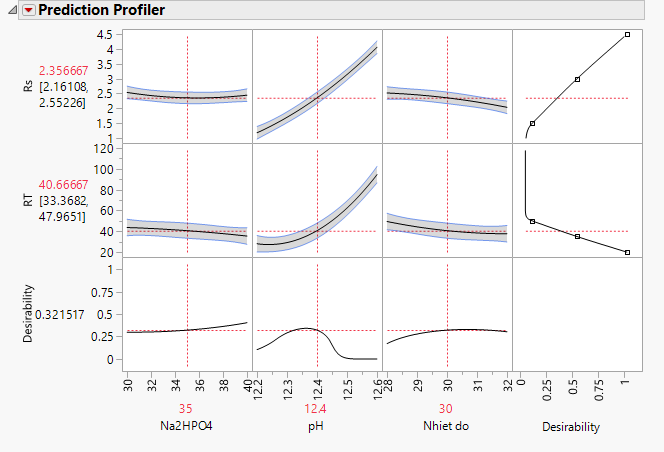 Prediction Profiler
4.5
4
3.5
3
2.5
2
1.5
1
Rs
2.356667
[2.16108,
2.55226]
120
100
80
60
40
20
RT
40.66667
[33.3682,
47.9651]
1
0.75
0.5
0.25
0
Desirability
0.321517
30 32 34 36 38 40
12.2 12.3 12.4 12.5 12.6
28 29 30 31 32
0 0.25 0.5 0.75 1
35 12.4 30
Na2HPO4 pH Nhiet do Desirability